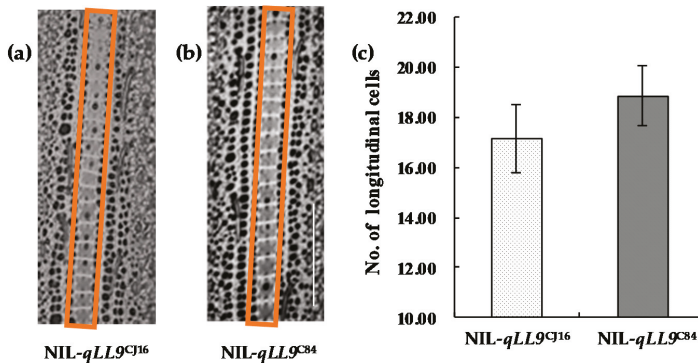 (a)
(b)
(c)
NIL-qLL9CJ16
NIL-qLL9C84
No. of longitudinal cells
22.00
20.00
18.00
16.00
14.00
12.00
10.00
NIL-qLL9CJ16
NIL-qLL9C84